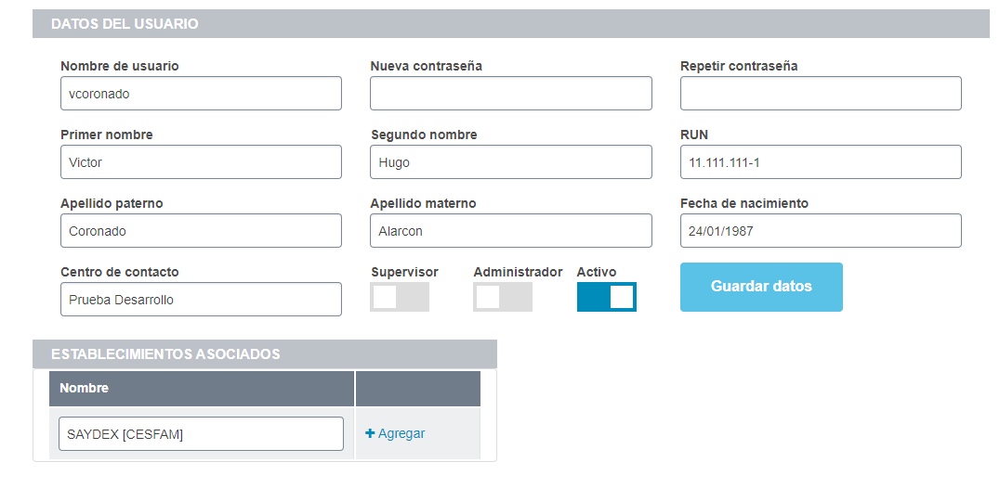 DATOS DEL USUARIO
Nombre de usuario Nueva contraseña Repetir contraseña
vcoronado
Primer nombre Segundo nombre RUN
Victor Hugo 11.111.111-1
Apellido paterno Apellido materno Fecha de nacimiento
Coronado Alarcon 24/01/1987
Centro de contacto Supervisor Administrador Activo
Prueba Desarrollo Guardar datos
ESTABLECIMIENTOS ASOCIADOS
Nombre
SAYDEX [CESFAM] + Agregar